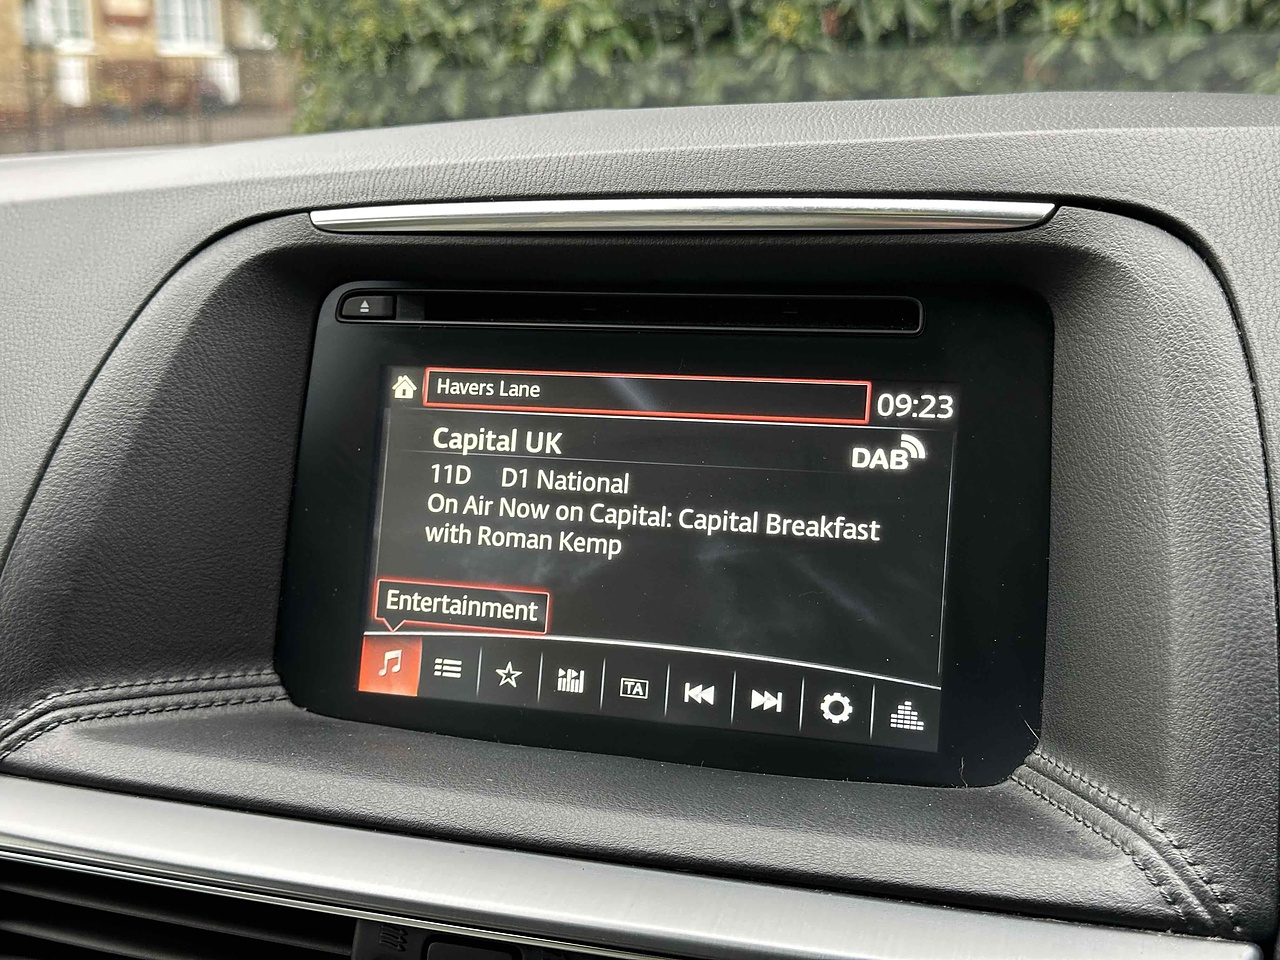 Havers Lane
09:23
Capital UK
DAB
11D D1 National
On Air Now on Capital: Capital Breakfast
with Roman Kemp
Entertainment
TA